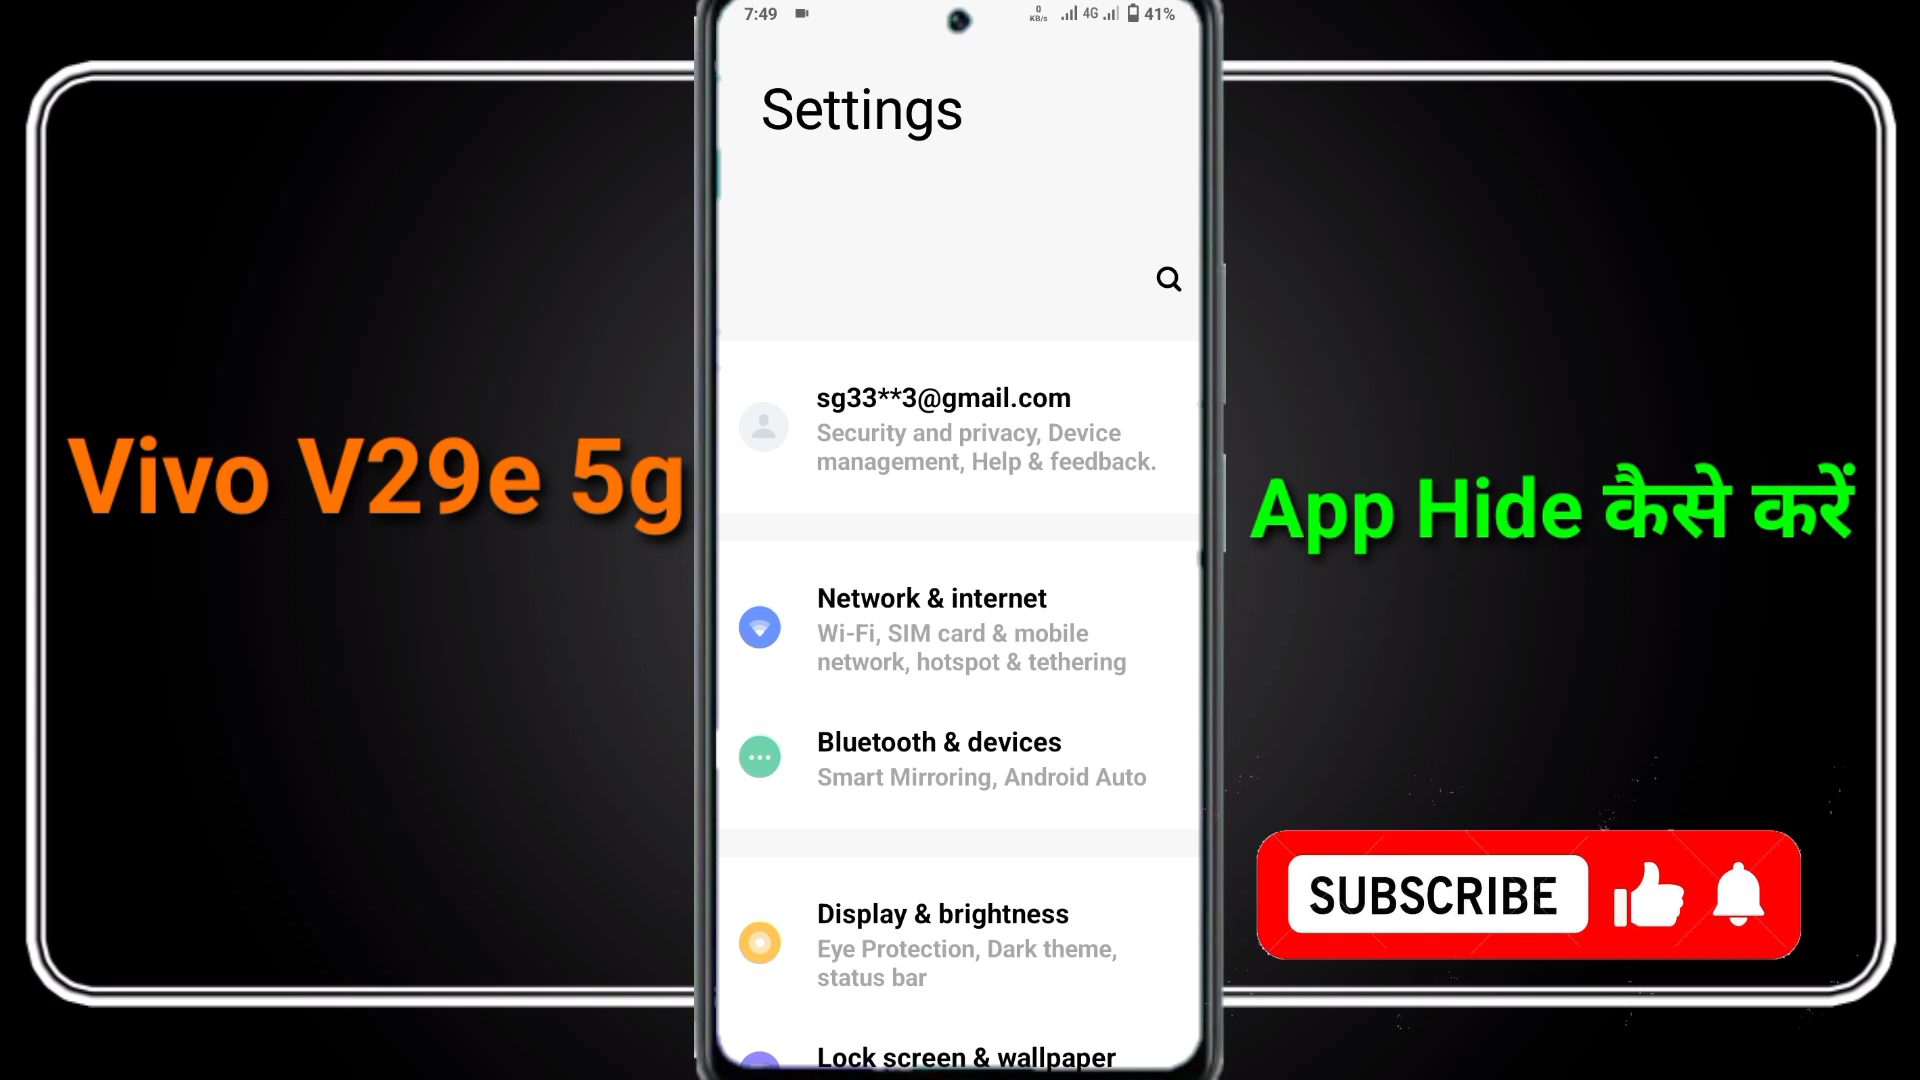 7:49
0 KB/s 4G 41%
Settings
sg33**3@gmail.com
Security and privacy, Device
management, Help & feedback.
Vivo V29e 5g
App Hide कैसे करें
Network & internet
Wi-Fi, SIM card & mobile
network, hotspot & tethering
Bluetooth & devices
Smart Mirroring, Android Auto
Display & brightness
Eye Protection, Dark theme,
status bar
SUBSCRIBE
Lock screen & wallpaper